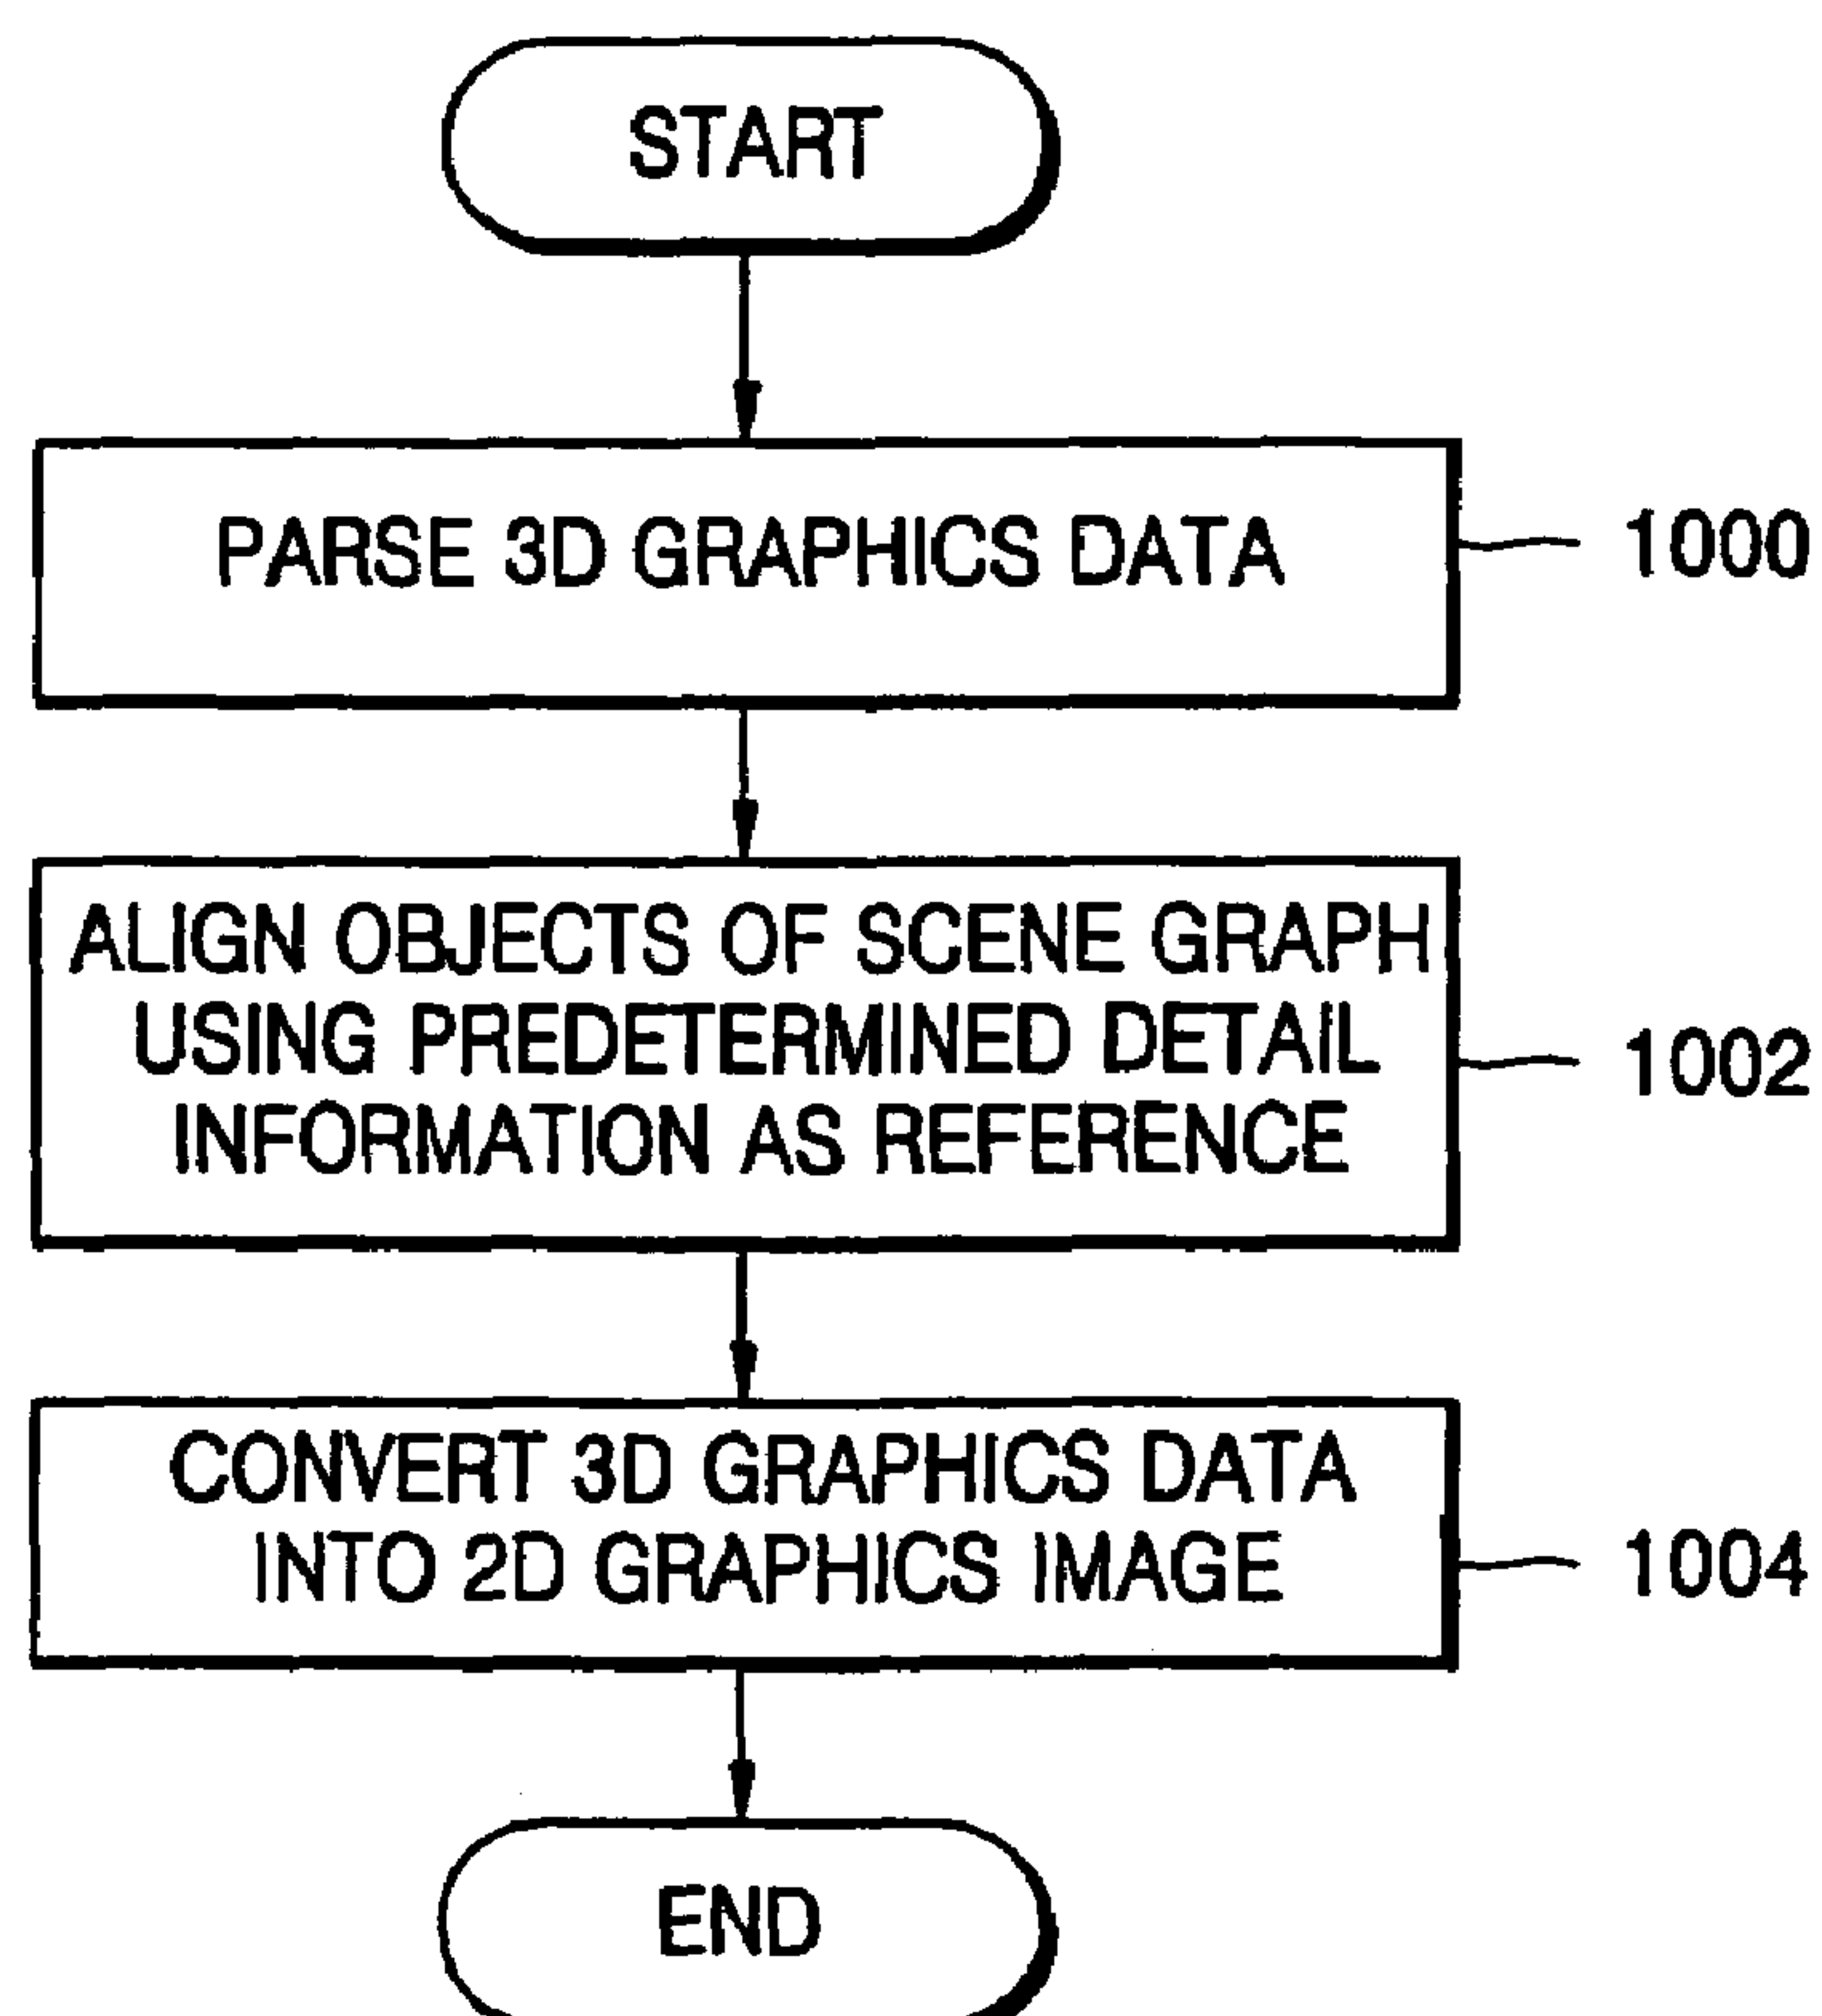 START
PARSE 3D GRAPHICS DATA
1000
ALIGN OBJECTS OF SCENE GRAPH
USING PREDETERMINED DETAIL
INFORMATION AS REFERENCE
1002
CONVERT 3D GRAPHICS DATA
INTO 2D GRAPHICS IMAGE
1004
END